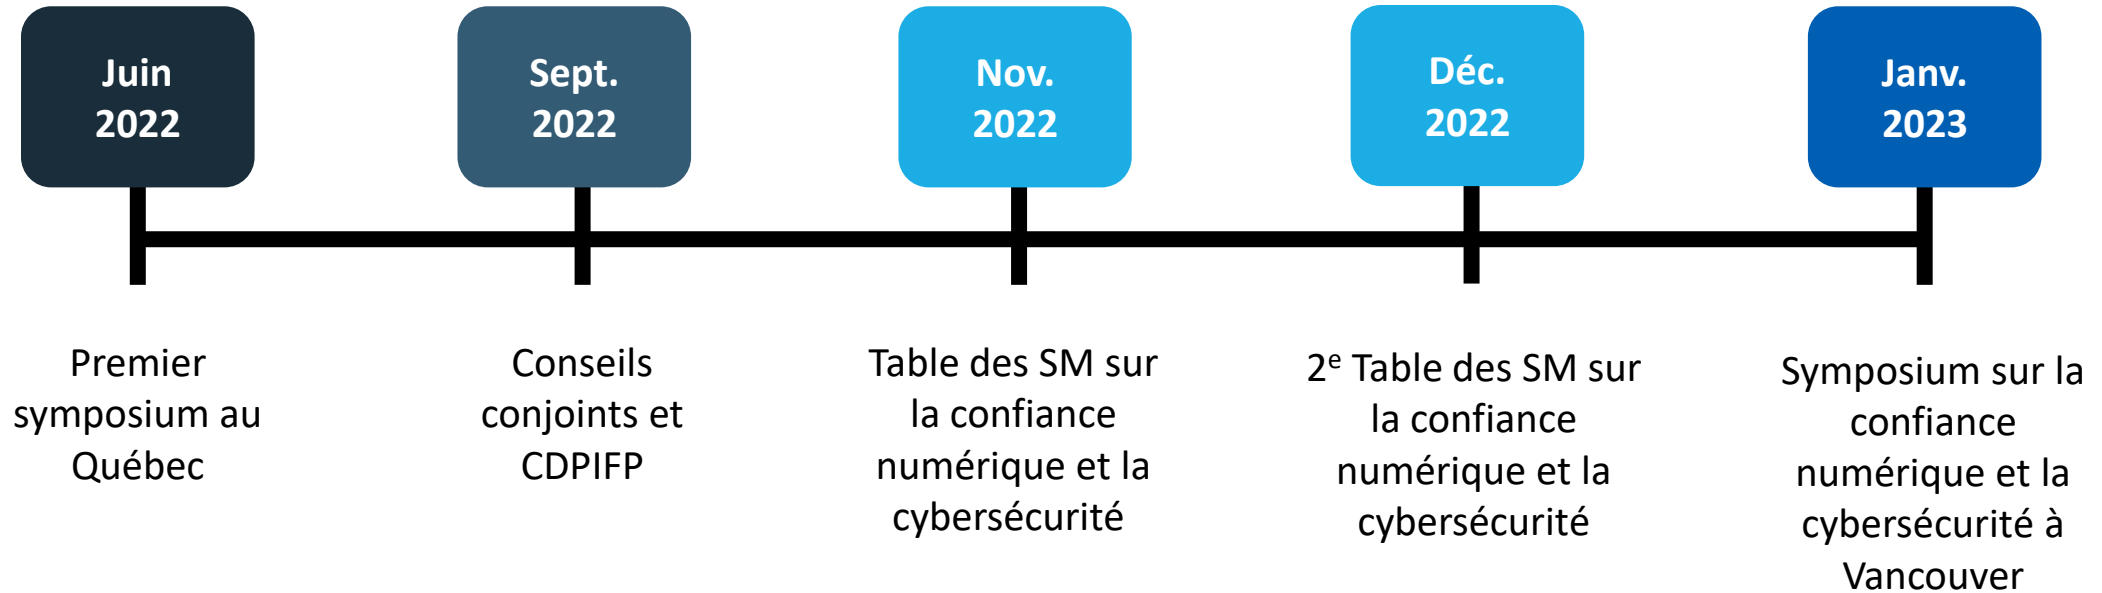 Juin
2022
Sept.
2022
Nov.
2022
Déc.
2022
Janv.
2023
Premier
symposium au
Québec
Conseils
conjoints et
CDPIFP
Table des SM sur
la confiance
numérique et la
cybersécurité
2e Table des SM sur
la confiance
numérique et la
cybersécurité
Symposium sur la
confiance
numérique et la
cybersécurité à
Vancouver